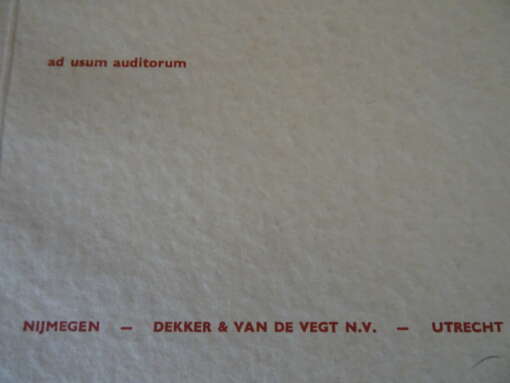 ad usum auditorum
NIJMEGEN — DEKKER & VAN DE VEGT N.V. — UTRECHT